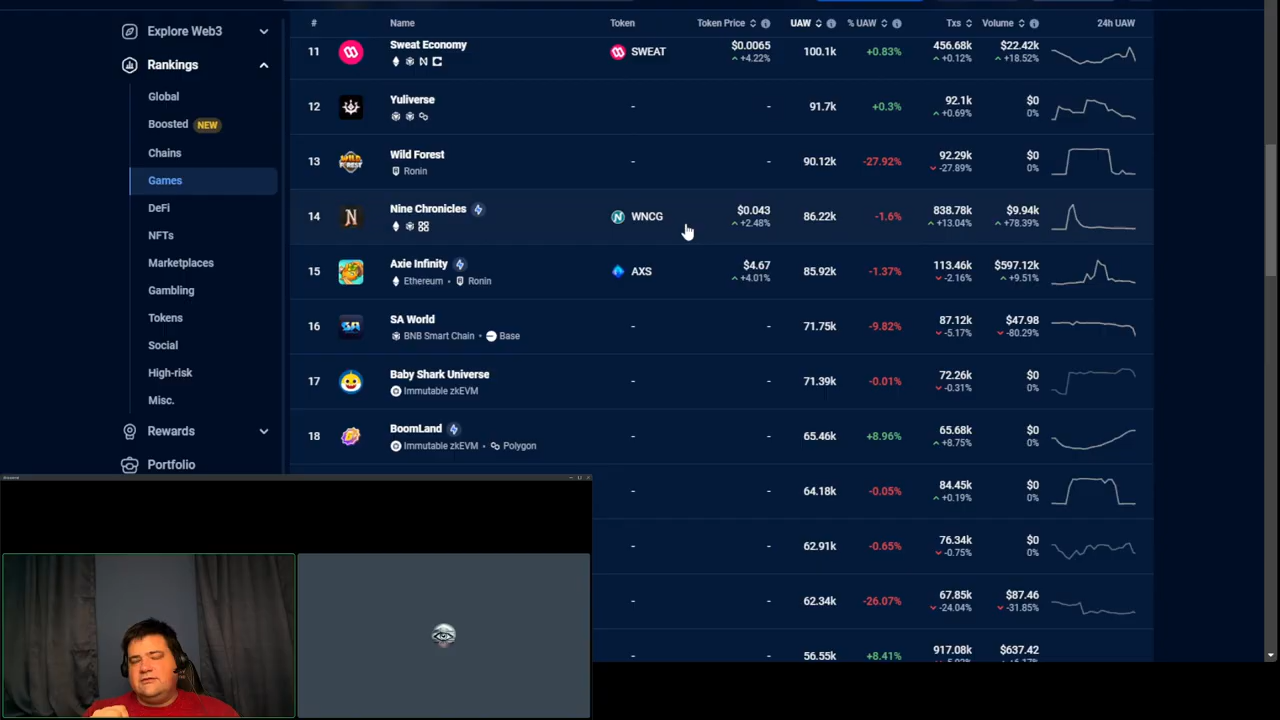 Explore Web3
Rankings
Global
Boosted NEW
Chains
Games
DeFi
NFTs
Marketplaces
Gambling
Tokens
Social
High-risk
Misc.
Rewards
Portfolio
# Name Token Token Price UAW % UAW Txs Volume 24h UAW
11 Sweat Economy SWEAT $0.0065 +4.22% 100.1k +0.83% 456.68k +0.12% $22.42k +18.52%
12 Yuliverse - - 91.7k +0.3% 92.1k +0.69% $0 0%
13 Wild Forest Ronin - - 90.12k -27.92% 92.29k -27.89% $0 0%
14 Nine Chronicles WNCG $0.043 +2.48% 86.22k -1.6% 838.78k +13.04% $9.94k +78.39%
15 Axie Infinity Ethereum • Ronin AXS $4.67 +4.01% 85.92k -1.37% 113.46k -2.16% $597.12k +9.51%
16 SA World BNB Smart Chain • Base - - 71.75k -9.82% 87.12k -5.17% $47.98 -80.29%
17 Baby Shark Universe Immutable zkEVM - - 71.39k -0.01% 72.26k -0.31% $0 0%
18 BoomLand Immutable zkEVM • Polygon - - 65.46k +8.96% 65.68k +8.75% $0 0%
- - 64.18k -0.05% 84.45k +0.19% $0 0%
- - 62.91k -0.65% 76.34k -0.75% $0 0%
- - 62.34k -26.07% 67.85k -24.04% $87.46 -31.85%
- - 56.55k +8.41% 917.08k $637.42